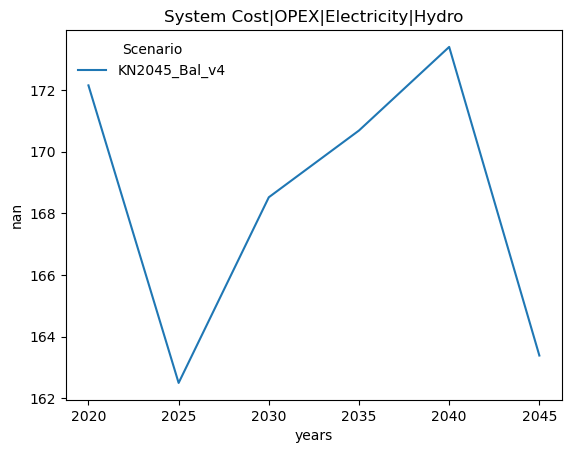 System Cost|OPEX|Electricity|Hydro
Scenario
KN2045_Bal_v4
172
170
168
166
164
162
nan
2020 2025 2030 2035 2040 2045
years